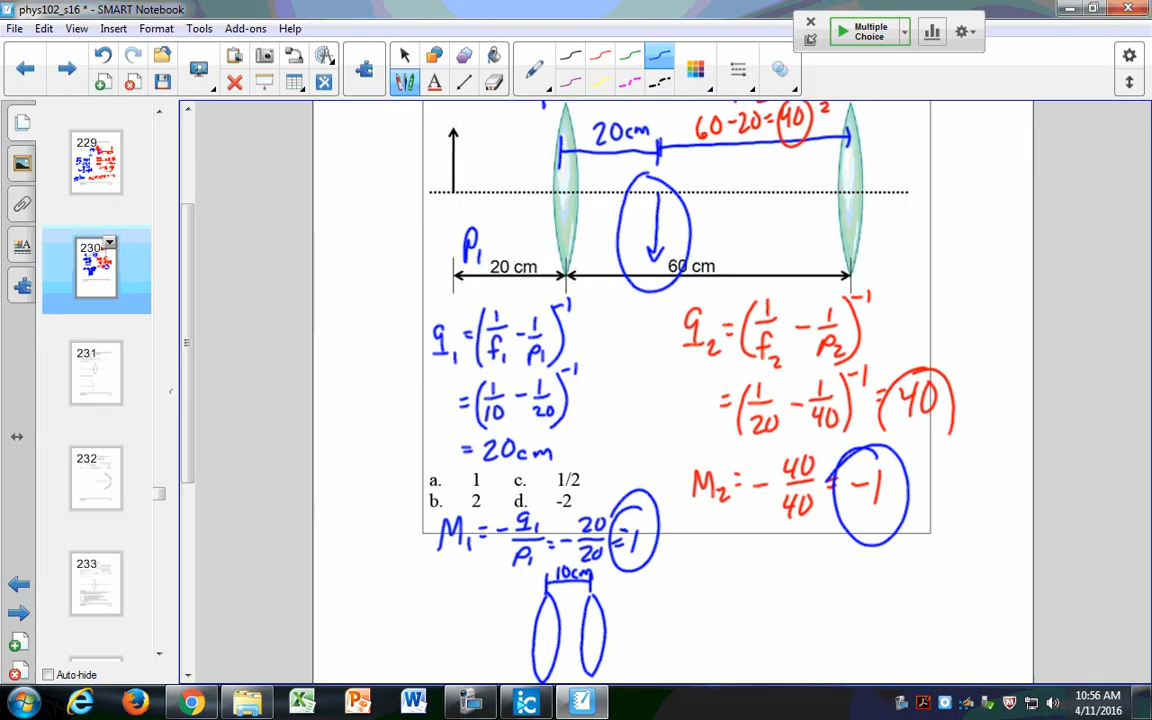 phys102_s16 * - SMART Notebook
File Edit View Insert Format Tools Add-ons Help
Multiple
Choice
229
230
231
232
233
Auto-hide
20cm
60-20=40
2
P₁
20 cm
60 cm
q₁ = (1/f₁ - 1/P₁)⁻¹
= (1/10 - 1/20)⁻¹
= 20cm
q₂ = (1/f₂ - 1/P₂)⁻¹
= (1/20 - 1/40)⁻¹ = 40
a. 1 c. 1/2
b. 2 d. -2
M₂ = - 40/40 = -1
M₁ = - q₁/P₁ = - 20/20 = -1
10cm
10:56 AM
4/11/2016